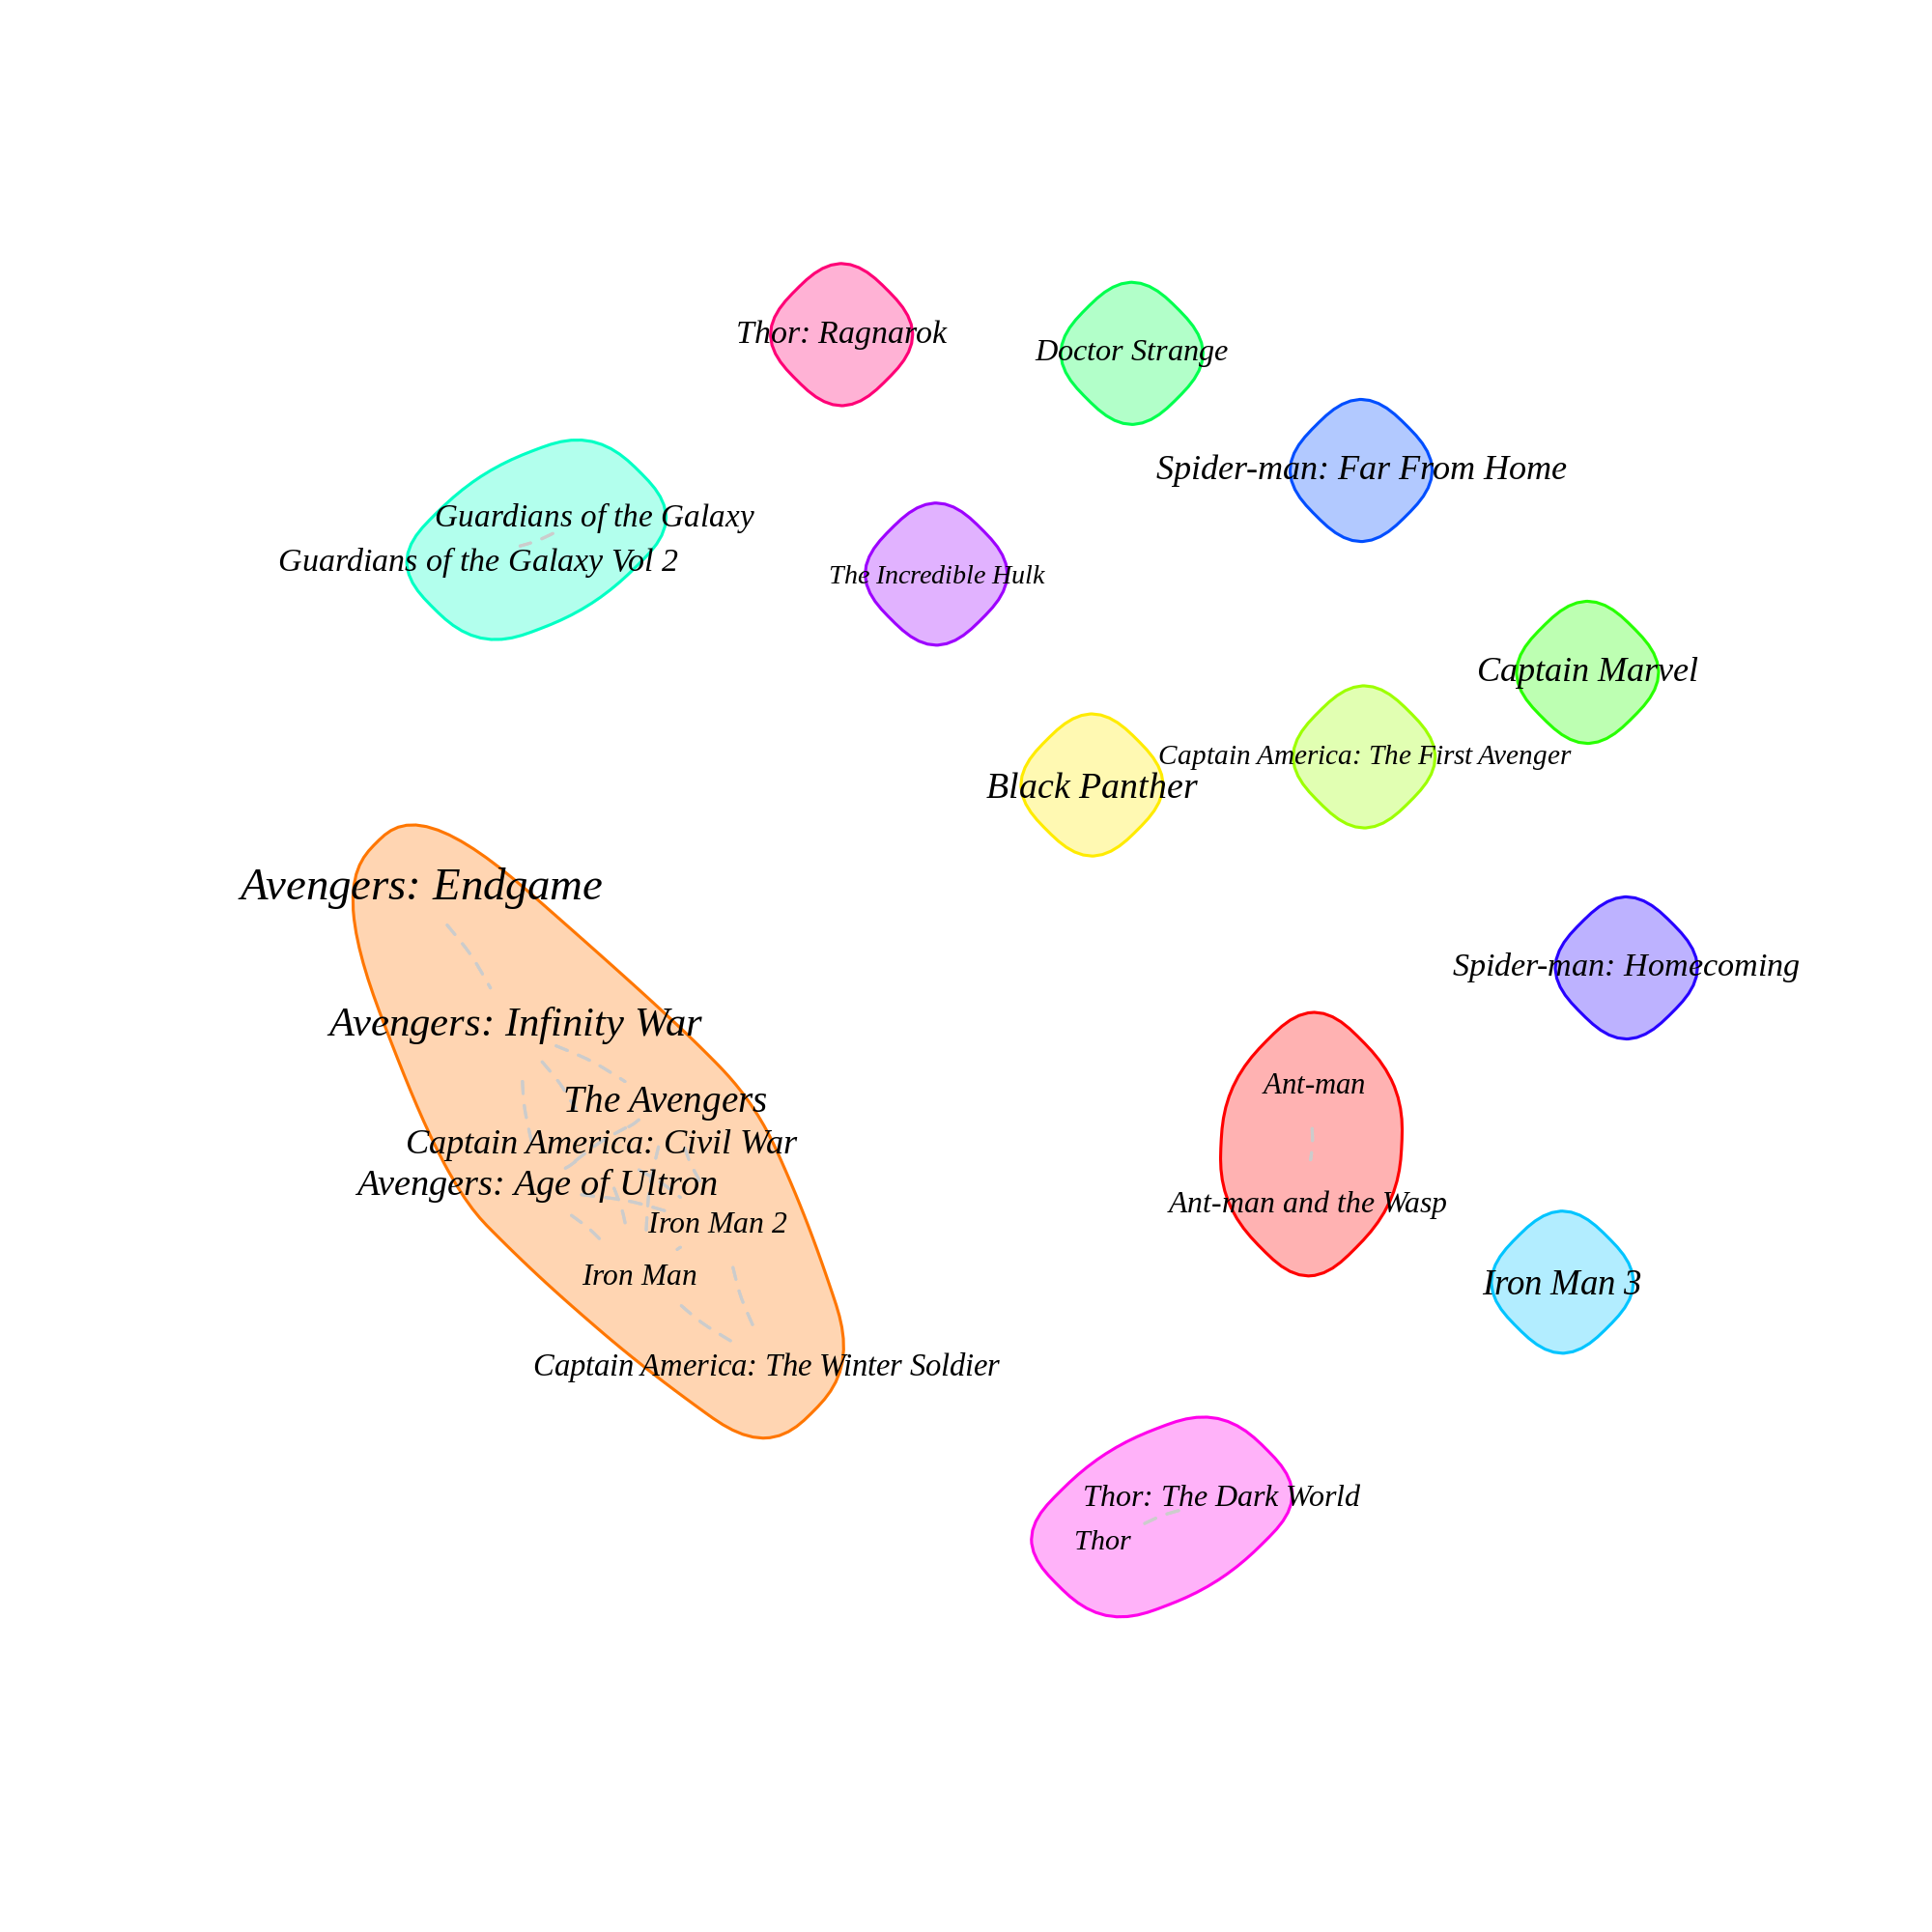 Thor: Ragnarok
Doctor Strange
Spider-man: Far From Home
Guardians of the Galaxy
Guardians of the Galaxy Vol 2
The Incredible Hulk
Captain Marvel
Captain America: The First Avenger
Black Panther
Avengers: Endgame
Spider-man: Homecoming
Avengers: Infinity War
Ant-man
The Avengers
Captain America: Civil War
Avengers: Age of Ultron
Ant-man and the Wasp
Iron Man 2
Iron Man
Iron Man 3
Captain America: The Winter Soldier
Thor: The Dark World
Thor